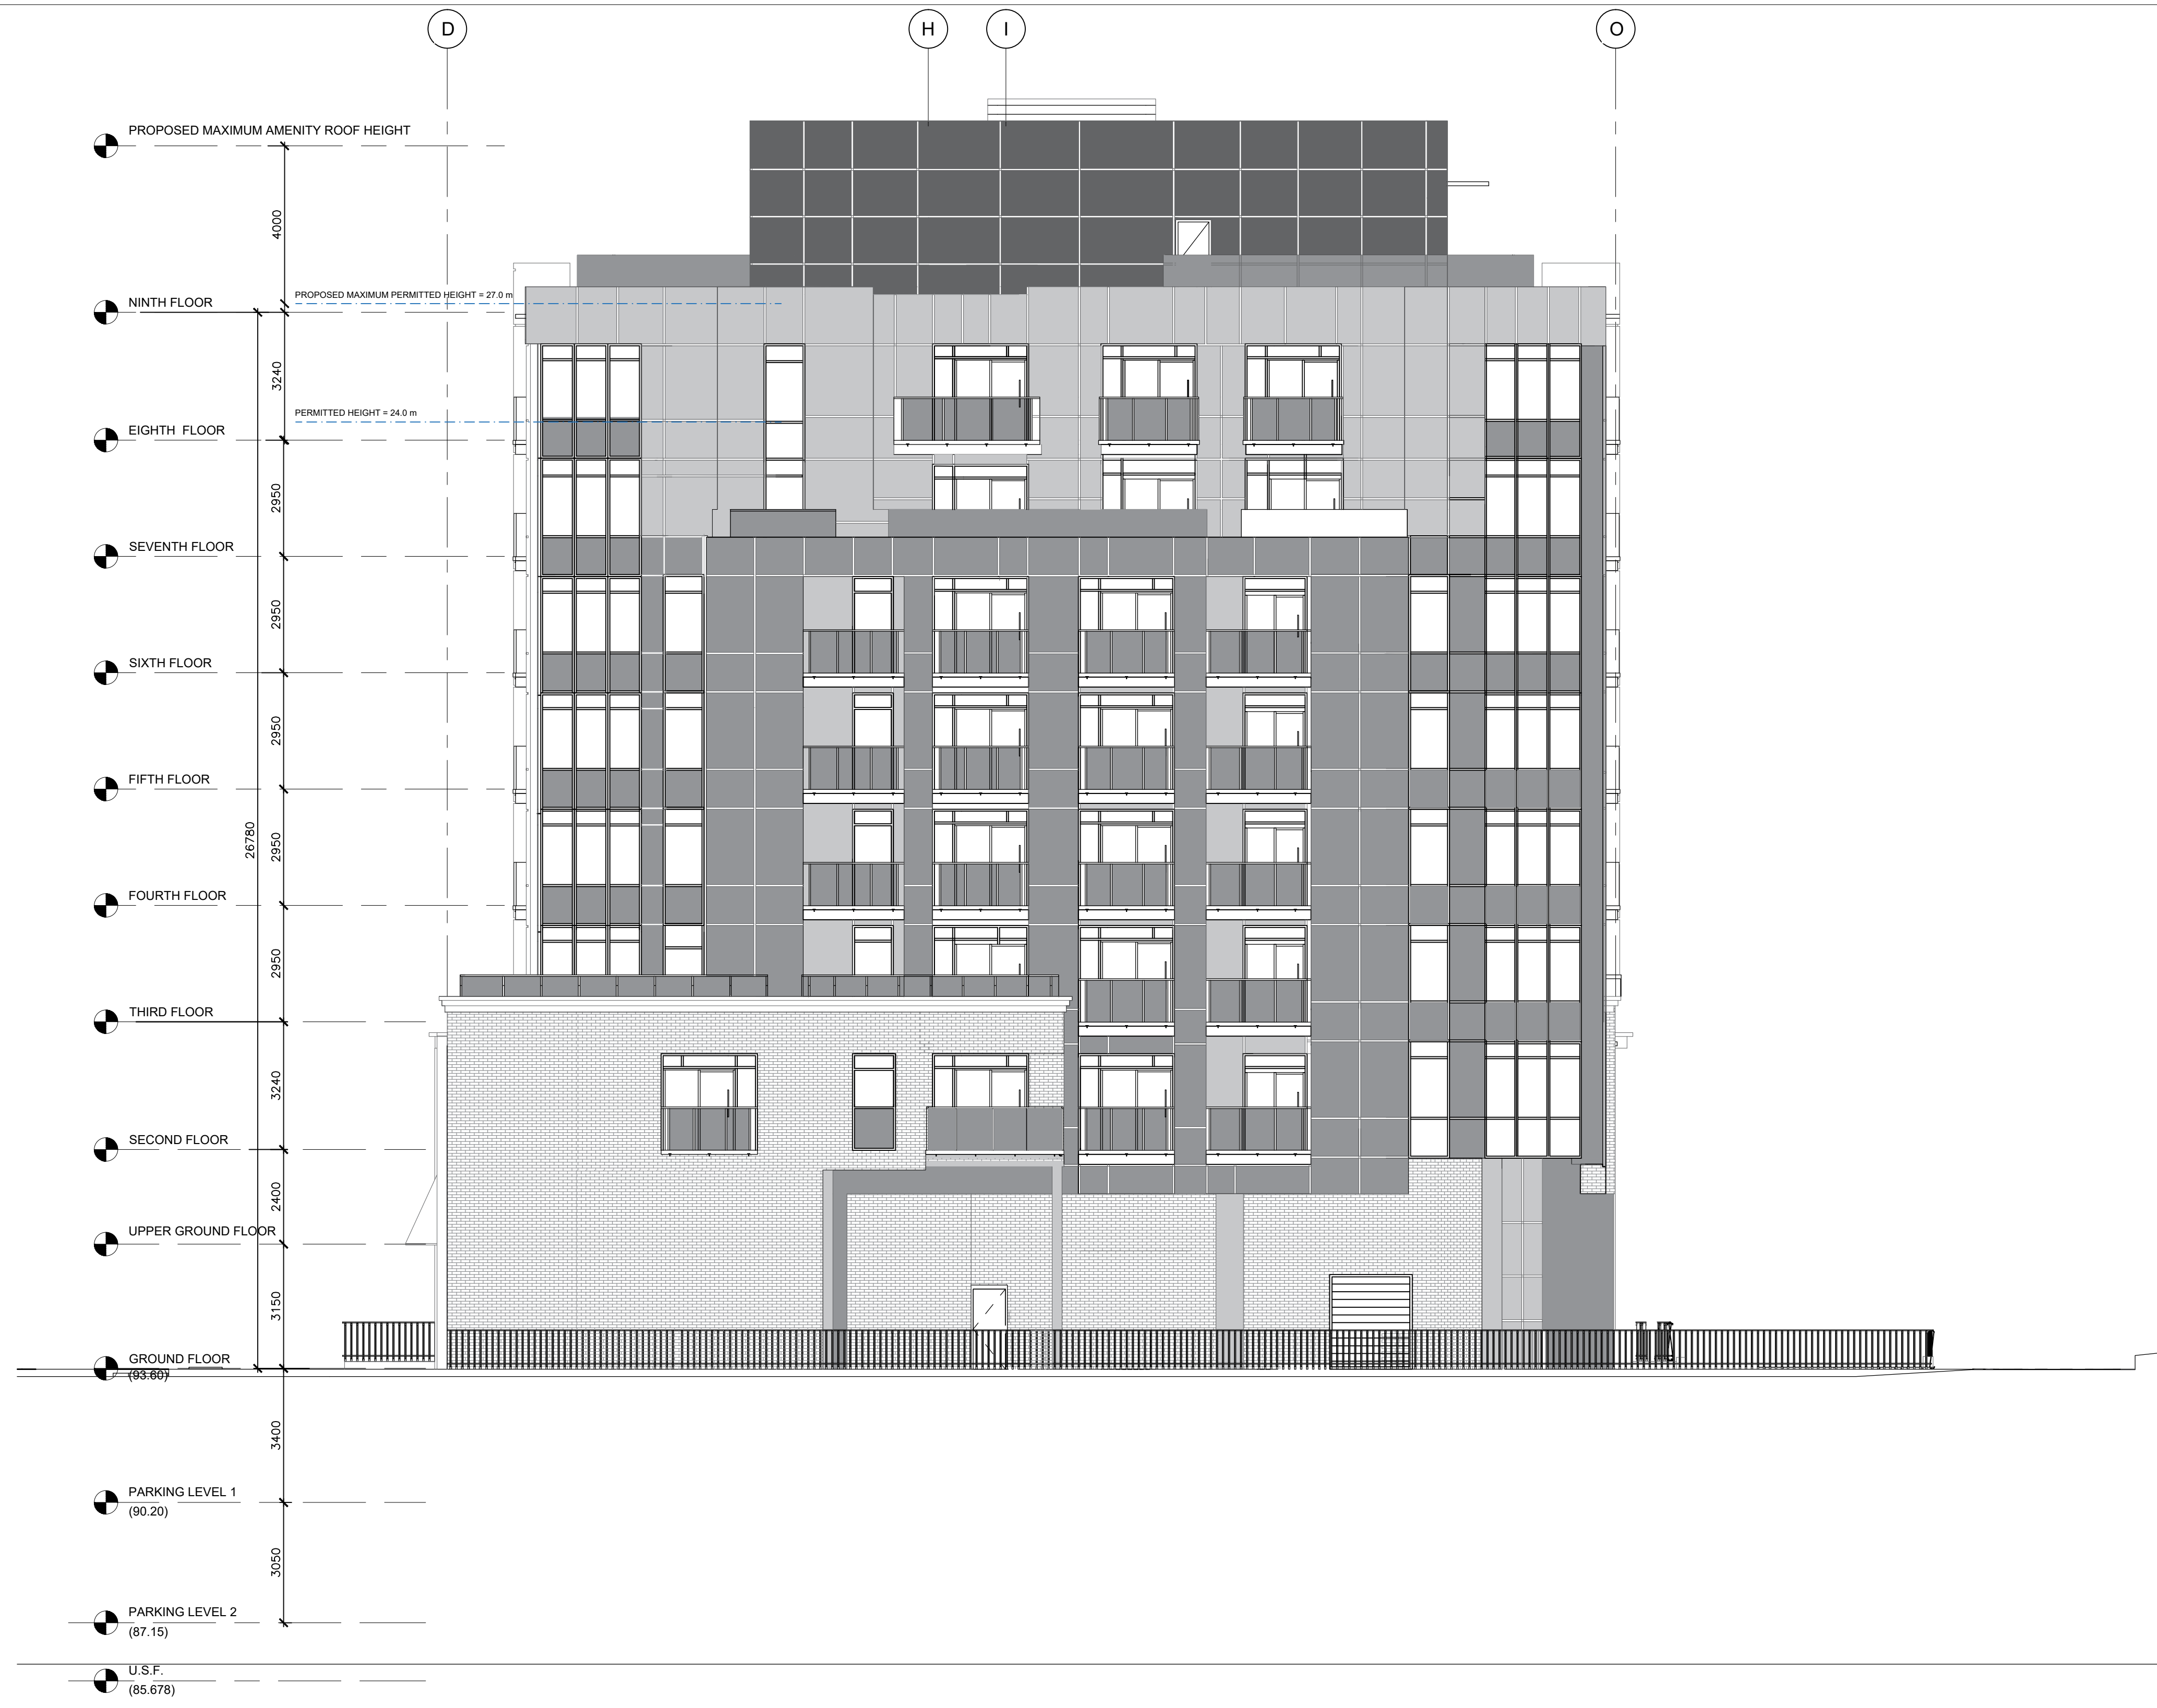 D
H
I
O
PROPOSED MAXIMUM AMENITY ROOF HEIGHT
4000
NINTH FLOOR
PROPOSED MAXIMUM PERMITTED HEIGHT = 27.0 m
3240
PERMITTED HEIGHT = 24.0 m
EIGHTH FLOOR
2950
SEVENTH FLOOR
2950
SIXTH FLOOR
2950
FIFTH FLOOR
26780
2950
FOURTH FLOOR
2950
THIRD FLOOR
3240
SECOND FLOOR
2400
UPPER GROUND FLOOR
3150
GROUND FLOOR
(93.60)
3400
PARKING LEVEL 1
(90.20)
3050
PARKING LEVEL 2
(87.15)
U.S.F.
(85.678)